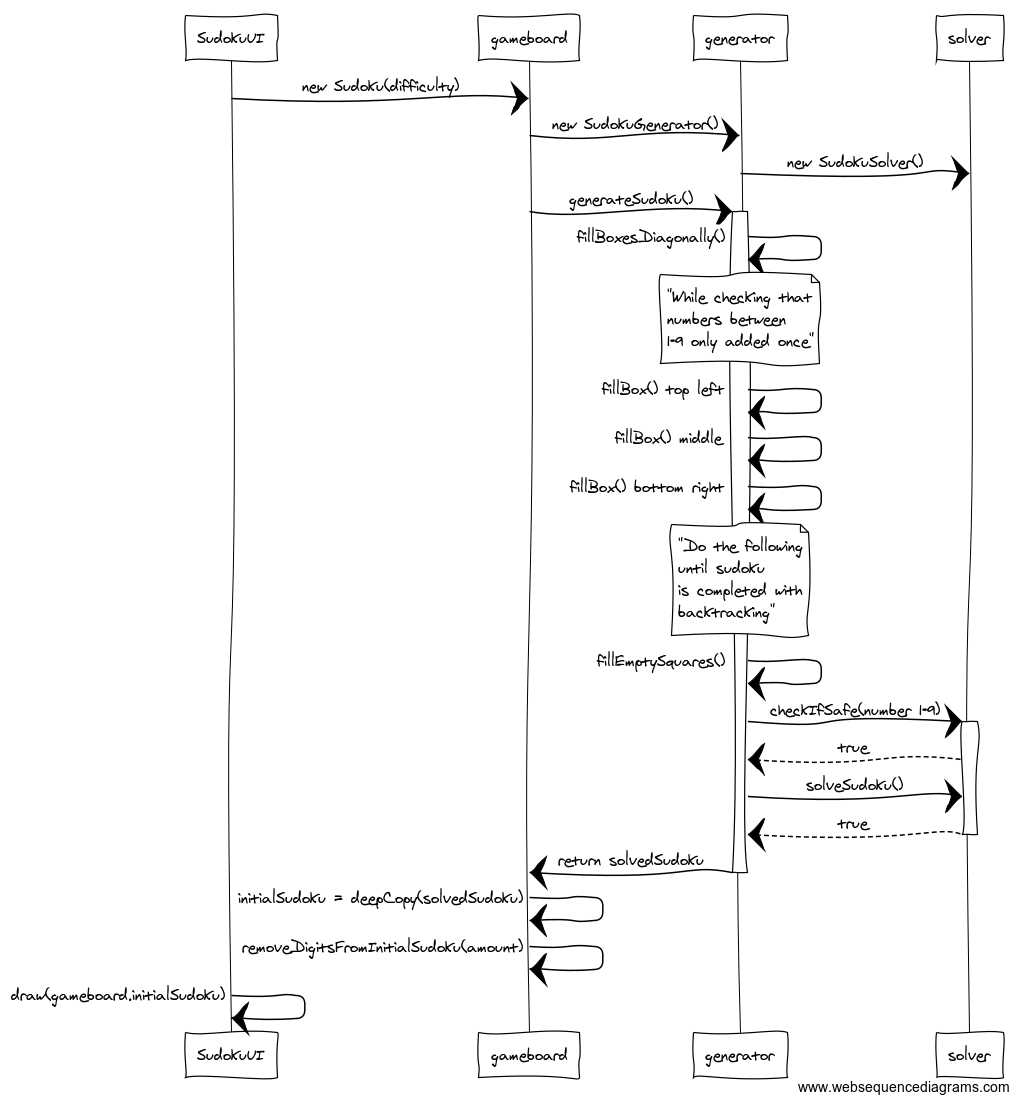 SudokuUI
gameboard
generator
solver
new Sudoku(difficulty)
new SudokuGenerator()
new SudokuSolver()
generateSudoku()
fillBoxesDiagonally()
"While checking that
numbers between
1-9 only added once"
fillBox() top left
fillBox() middle
fillBox() bottom right
"Do the following
until sudoku
is completed with
backtracking"
fillEmptySquares()
checkIfSafe(number 1-9)
true
solveSudoku()
true
return solvedSudoku
initialSudoku = deepCopy(solvedSudoku)
removeDigitsFromInitialSudoku(amount)
draw(gameboard.initialSudoku)
SudokuUI
gameboard
generator
solver
www.websequencediagrams.com